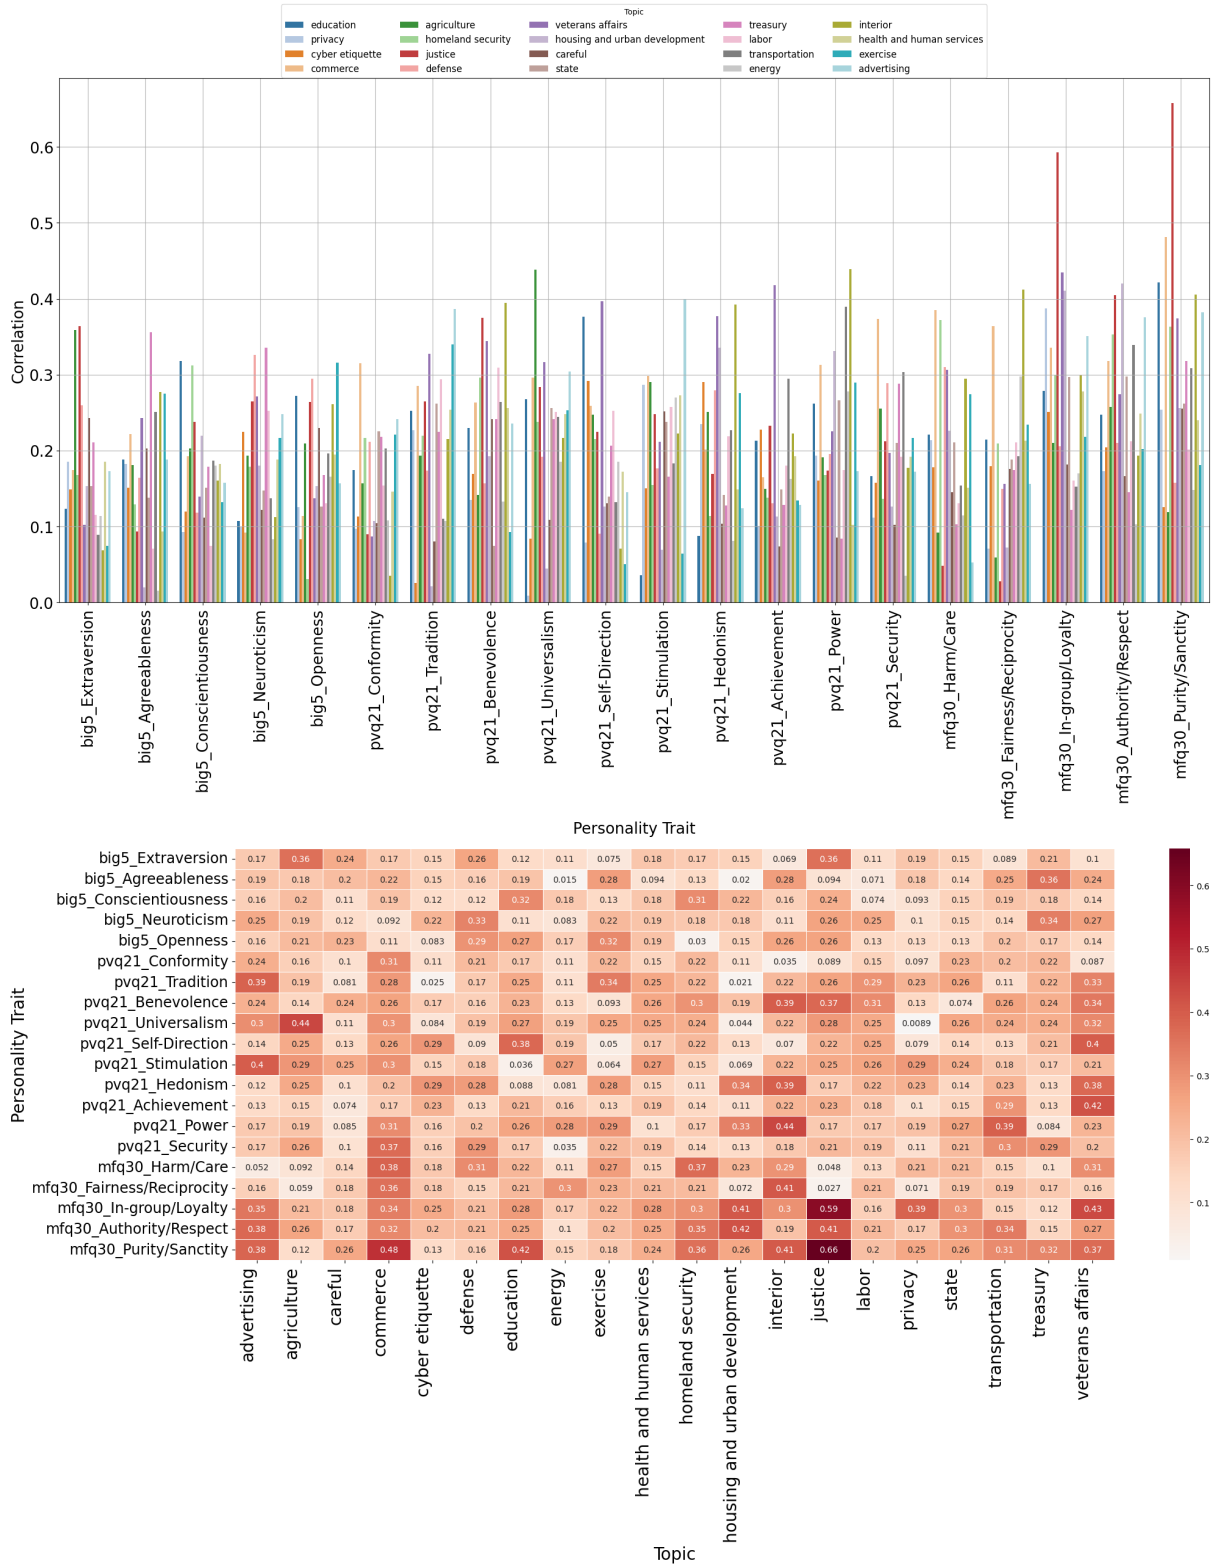 Topic
education agriculture veterans affairs treasury interior
privacy homeland security housing and urban development labor health and human services
cyber etiquette justice careful transportation exercise
commerce defense state energy advertising
Correlation
0.6
0.5
0.4
0.3
0.2
0.1
0.0
big5_Extraversion
big5_Agreeableness
big5_Conscientiousness
big5_Neuroticism
big5_Openness
pvq21_Conformity
pvq21_Tradition
pvq21_Benevolence
pvq21_Universalism
pvq21_Self-Direction
pvq21_Stimulation
pvq21_Hedonism
pvq21_Achievement
pvq21_Power
pvq21_Security
mfq30_Harm/Care
mfq30_Fairness/Reciprocity
mfq30_In-group/Loyalty
mfq30_Authority/Respect
mfq30_Purity/Sanctity
Personality Trait
Personality Trait
big5_Extraversion 0.17 0.36 0.24 0.17 0.15 0.26 0.12 0.11 0.075 0.18 0.17 0.15 0.069 0.36 0.11 0.19 0.15 0.089 0.21 0.1
big5_Agreeableness 0.19 0.18 0.2 0.22 0.15 0.16 0.19 0.015 0.28 0.094 0.13 0.02 0.28 0.094 0.071 0.18 0.14 0.25 0.36 0.24
big5_Conscientiousness 0.16 0.2 0.11 0.19 0.12 0.12 0.32 0.18 0.13 0.18 0.31 0.22 0.16 0.24 0.074 0.093 0.15 0.19 0.18 0.14
big5_Neuroticism 0.25 0.19 0.12 0.092 0.22 0.33 0.11 0.083 0.22 0.19 0.18 0.18 0.11 0.26 0.25 0.1 0.15 0.14 0.34 0.27
big5_Openness 0.16 0.21 0.23 0.11 0.083 0.29 0.27 0.17 0.32 0.19 0.03 0.15 0.26 0.26 0.13 0.13 0.13 0.2 0.17 0.14
pvq21_Conformity 0.24 0.16 0.1 0.31 0.11 0.21 0.17 0.11 0.22 0.15 0.22 0.11 0.035 0.089 0.15 0.097 0.23 0.2 0.22 0.087
pvq21_Tradition 0.39 0.19 0.081 0.28 0.025 0.17 0.25 0.11 0.34 0.25 0.22 0.021 0.22 0.26 0.29 0.23 0.26 0.11 0.22 0.33
pvq21_Benevolence 0.24 0.14 0.24 0.26 0.17 0.16 0.23 0.13 0.093 0.26 0.3 0.19 0.39 0.37 0.31 0.13 0.074 0.26 0.24 0.34
pvq21_Universalism 0.3 0.44 0.11 0.3 0.084 0.19 0.27 0.19 0.25 0.25 0.24 0.044 0.22 0.28 0.25 0.0089 0.26 0.24 0.24 0.32
pvq21_Self-Direction 0.14 0.25 0.13 0.26 0.29 0.09 0.38 0.19 0.05 0.17 0.22 0.13 0.07 0.22 0.25 0.079 0.14 0.13 0.21 0.4
pvq21_Stimulation 0.4 0.29 0.25 0.3 0.15 0.18 0.036 0.27 0.064 0.27 0.15 0.069 0.22 0.25 0.26 0.29 0.24 0.18 0.17 0.21
pvq21_Hedonism 0.12 0.25 0.1 0.2 0.29 0.28 0.088 0.081 0.28 0.15 0.11 0.34 0.39 0.17 0.22 0.23 0.14 0.23 0.13 0.38
pvq21_Achievement 0.13 0.15 0.074 0.17 0.23 0.13 0.21 0.16 0.13 0.19 0.14 0.11 0.22 0.23 0.18 0.1 0.15 0.29 0.13 0.42
pvq21_Power 0.17 0.19 0.085 0.31 0.16 0.2 0.26 0.28 0.29 0.1 0.17 0.33 0.44 0.17 0.17 0.19 0.27 0.39 0.084 0.23
pvq21_Security 0.17 0.26 0.1 0.37 0.16 0.29 0.17 0.035 0.22 0.19 0.14 0.13 0.18 0.21 0.19 0.11 0.21 0.3 0.29 0.2
mfq30_Harm/Care 0.052 0.092 0.14 0.38 0.18 0.31 0.22 0.11 0.27 0.15 0.37 0.23 0.29 0.048 0.13 0.21 0.21 0.15 0.1 0.31
mfq30_Fairness/Reciprocity 0.16 0.059 0.18 0.36 0.18 0.15 0.21 0.3 0.23 0.21 0.21 0.072 0.41 0.027 0.21 0.071 0.19 0.19 0.17 0.16
mfq30_In-group/Loyalty 0.35 0.21 0.18 0.34 0.25 0.21 0.28 0.17 0.22 0.28 0.3 0.41 0.3 0.59 0.16 0.39 0.3 0.15 0.12 0.43
mfq30_Authority/Respect 0.38 0.26 0.17 0.32 0.2 0.21 0.25 0.1 0.2 0.25 0.35 0.42 0.19 0.41 0.21 0.17 0.3 0.34 0.15 0.27
mfq30_Purity/Sanctity 0.38 0.12 0.26 0.48 0.13 0.16 0.42 0.15 0.18 0.24 0.36 0.26 0.41 0.66 0.2 0.25 0.26 0.31 0.32 0.37
0.6
0.5
0.4
0.3
0.2
0.1
advertising
agriculture
careful
commerce
cyber etiquette
defense
education
energy
exercise
health and human services
homeland security
housing and urban development
interior
justice
labor
privacy
state
transportation
treasury
veterans affairs
Topic